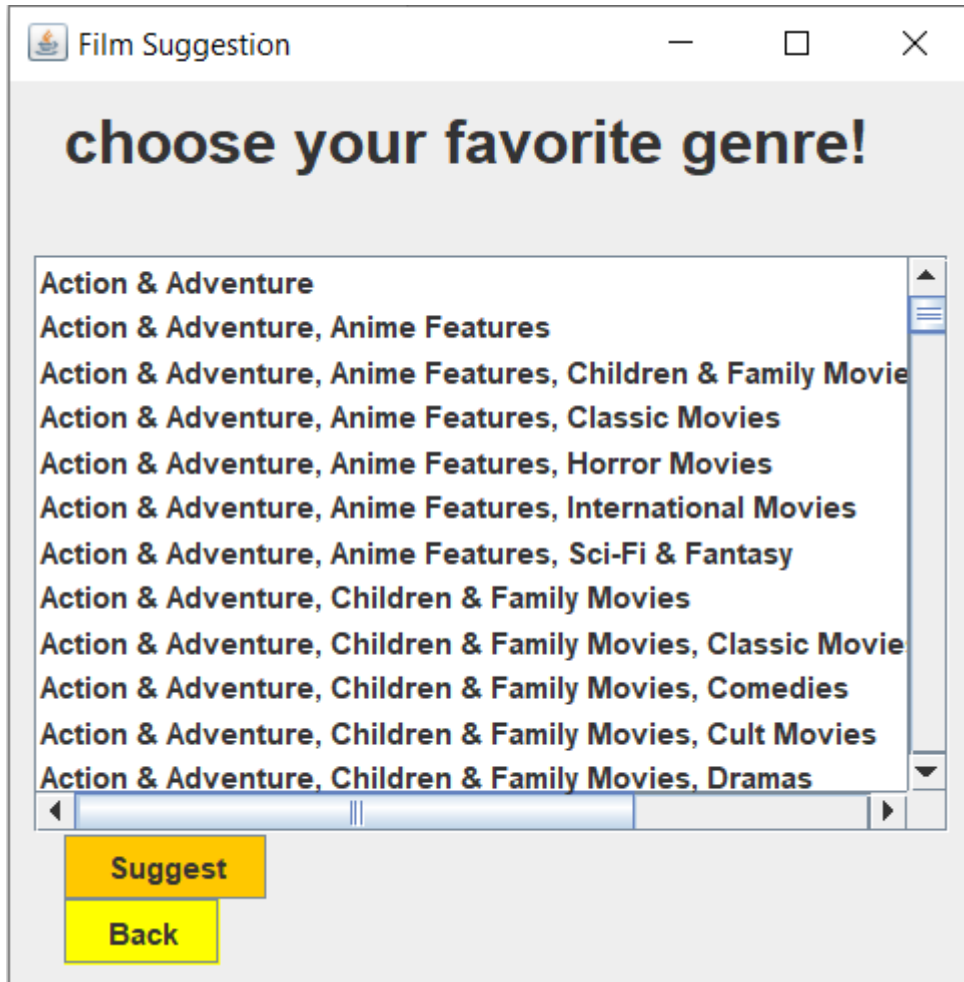 Film Suggestion
choose your favorite genre!
Action & Adventure
Action & Adventure, Anime Features
Action & Adventure, Anime Features, Children & Family Movie
Action & Adventure, Anime Features, Classic Movies
Action & Adventure, Anime Features, Horror Movies
Action & Adventure, Anime Features, International Movies
Action & Adventure, Anime Features, Sci-Fi & Fantasy
Action & Adventure, Children & Family Movies
Action & Adventure, Children & Family Movies, Classic Movie
Action & Adventure, Children & Family Movies, Comedies
Action & Adventure, Children & Family Movies, Cult Movies
Action & Adventure, Children & Family Movies, Dramas
Suggest
Back